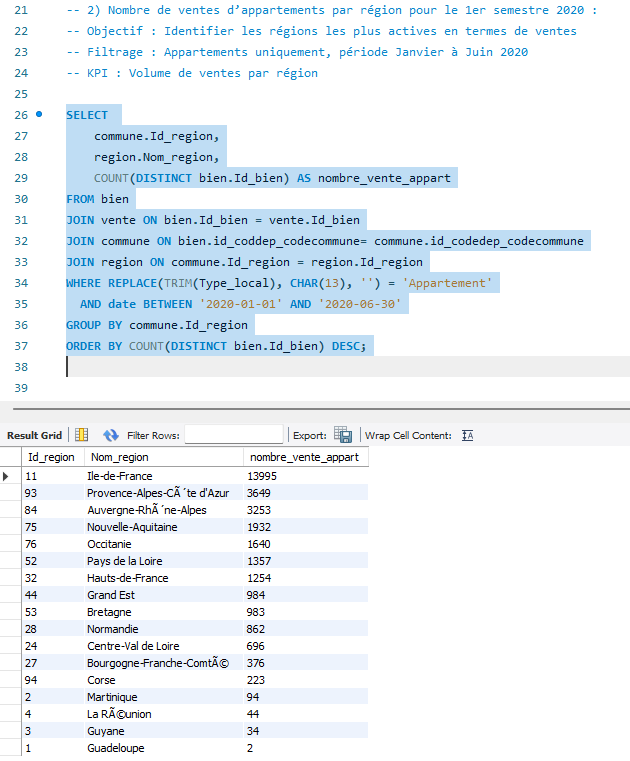 21 -- 2) Nombre de ventes d’appartements par région pour le 1er semestre 2020 :
22 -- Objectif : Identifier les régions les plus actives en termes de ventes
23 -- Filtrage : Appartements uniquement, période Janvier à Juin 2020
24 -- KPI : Volume de ventes par région
25
26 SELECT
27 commune.Id_region,
28 region.Nom_region,
29 COUNT(DISTINCT bien.Id_bien) AS nombre_vente_appart
30 FROM bien
31 JOIN vente ON bien.Id_bien = vente.Id_bien
32 JOIN commune ON bien.id_coddep_codecommune= commune.id_codedep_codecommune
33 JOIN region ON commune.Id_region = region.Id_region
34 WHERE REPLACE(TRIM(Type_local), CHAR(13), '') = 'Appartement'
35 AND date BETWEEN '2020-01-01' AND '2020-06-30'
36 GROUP BY commune.Id_region
37 ORDER BY COUNT(DISTINCT bien.Id_bien) DESC;
38
39
Result Grid Filter Rows: Export: Wrap Cell Content: IA
Id_region Nom_region nombre_vente_appart
11 Ile-de-France 13995
93 Provence-Alpes-CÃ´te d'Azur 3649
84 Auvergne-RhÃ´ne-Alpes 3253
75 Nouvelle-Aquitaine 1932
76 Occitanie 1640
52 Pays de la Loire 1357
32 Hauts-de-France 1254
44 Grand Est 984
53 Bretagne 983
28 Normandie 862
24 Centre-Val de Loire 696
27 Bourgogne-Franche-ComtÃ© 376
94 Corse 223
2 Martinique 94
4 La RÃ©union 44
3 Guyane 34
1 Guadeloupe 2